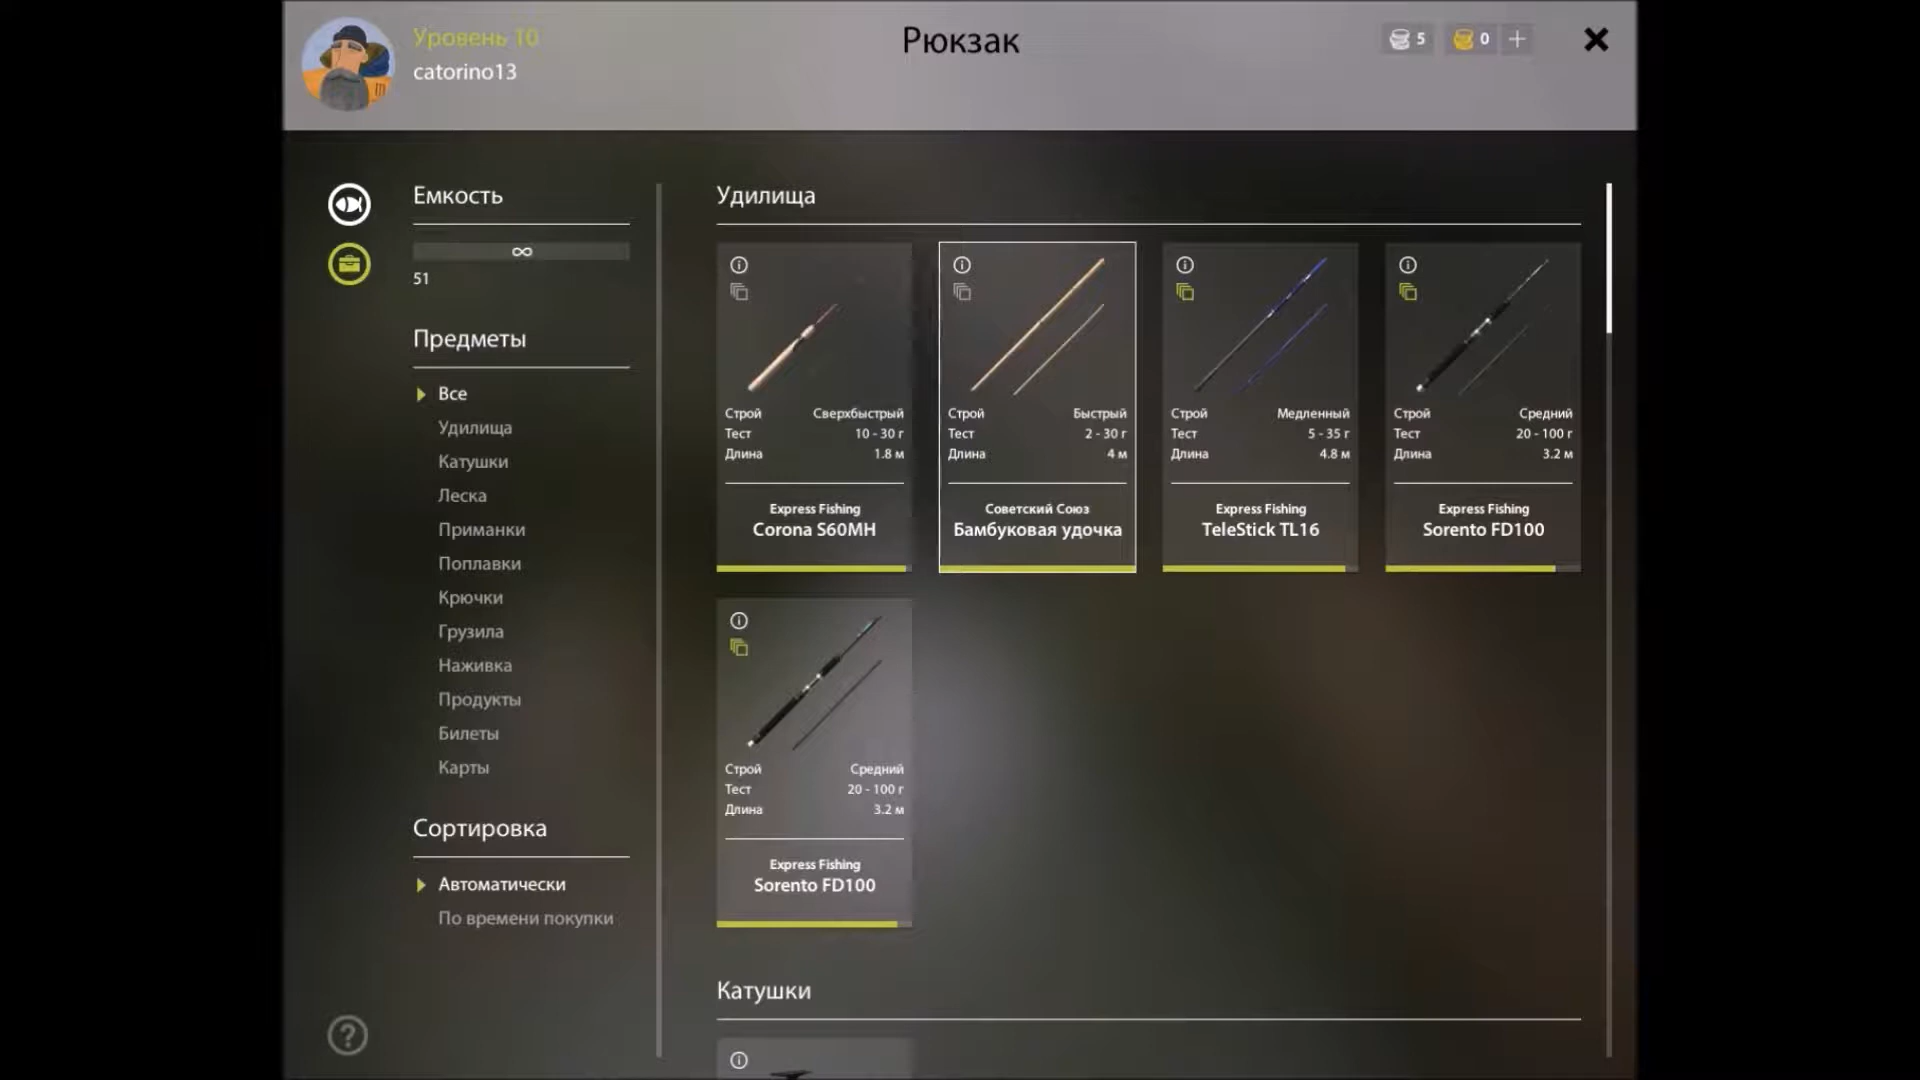 Уровень 10
catorino13
Рюкзак
5
0
Емкость
∞
51
Предметы
Все
Удилища
Катушки
Леска
Приманки
Поплавки
Крючки
Грузила
Наживка
Продукты
Билеты
Карты
Сортировка
Автоматически
По времени покупки
Удилища
Строй Сверхбыстрый
Тест 10 - 30 г
Длина 1.8 м
Express Fishing
Corona S60MH
Строй Быстрый
Тест 2 - 30 г
Длина 4 м
Советский Союз
Бамбуковая удочка
Строй Медленный
Тест 5 - 35 г
Длина 4.8 м
Express Fishing
TeleStick TL16
Строй Средний
Тест 20 - 100 г
Длина 3.2 м
Express Fishing
Sorento FD100
Строй Средний
Тест 20 - 100 г
Длина 3.2 м
Express Fishing
Sorento FD100
Катушки